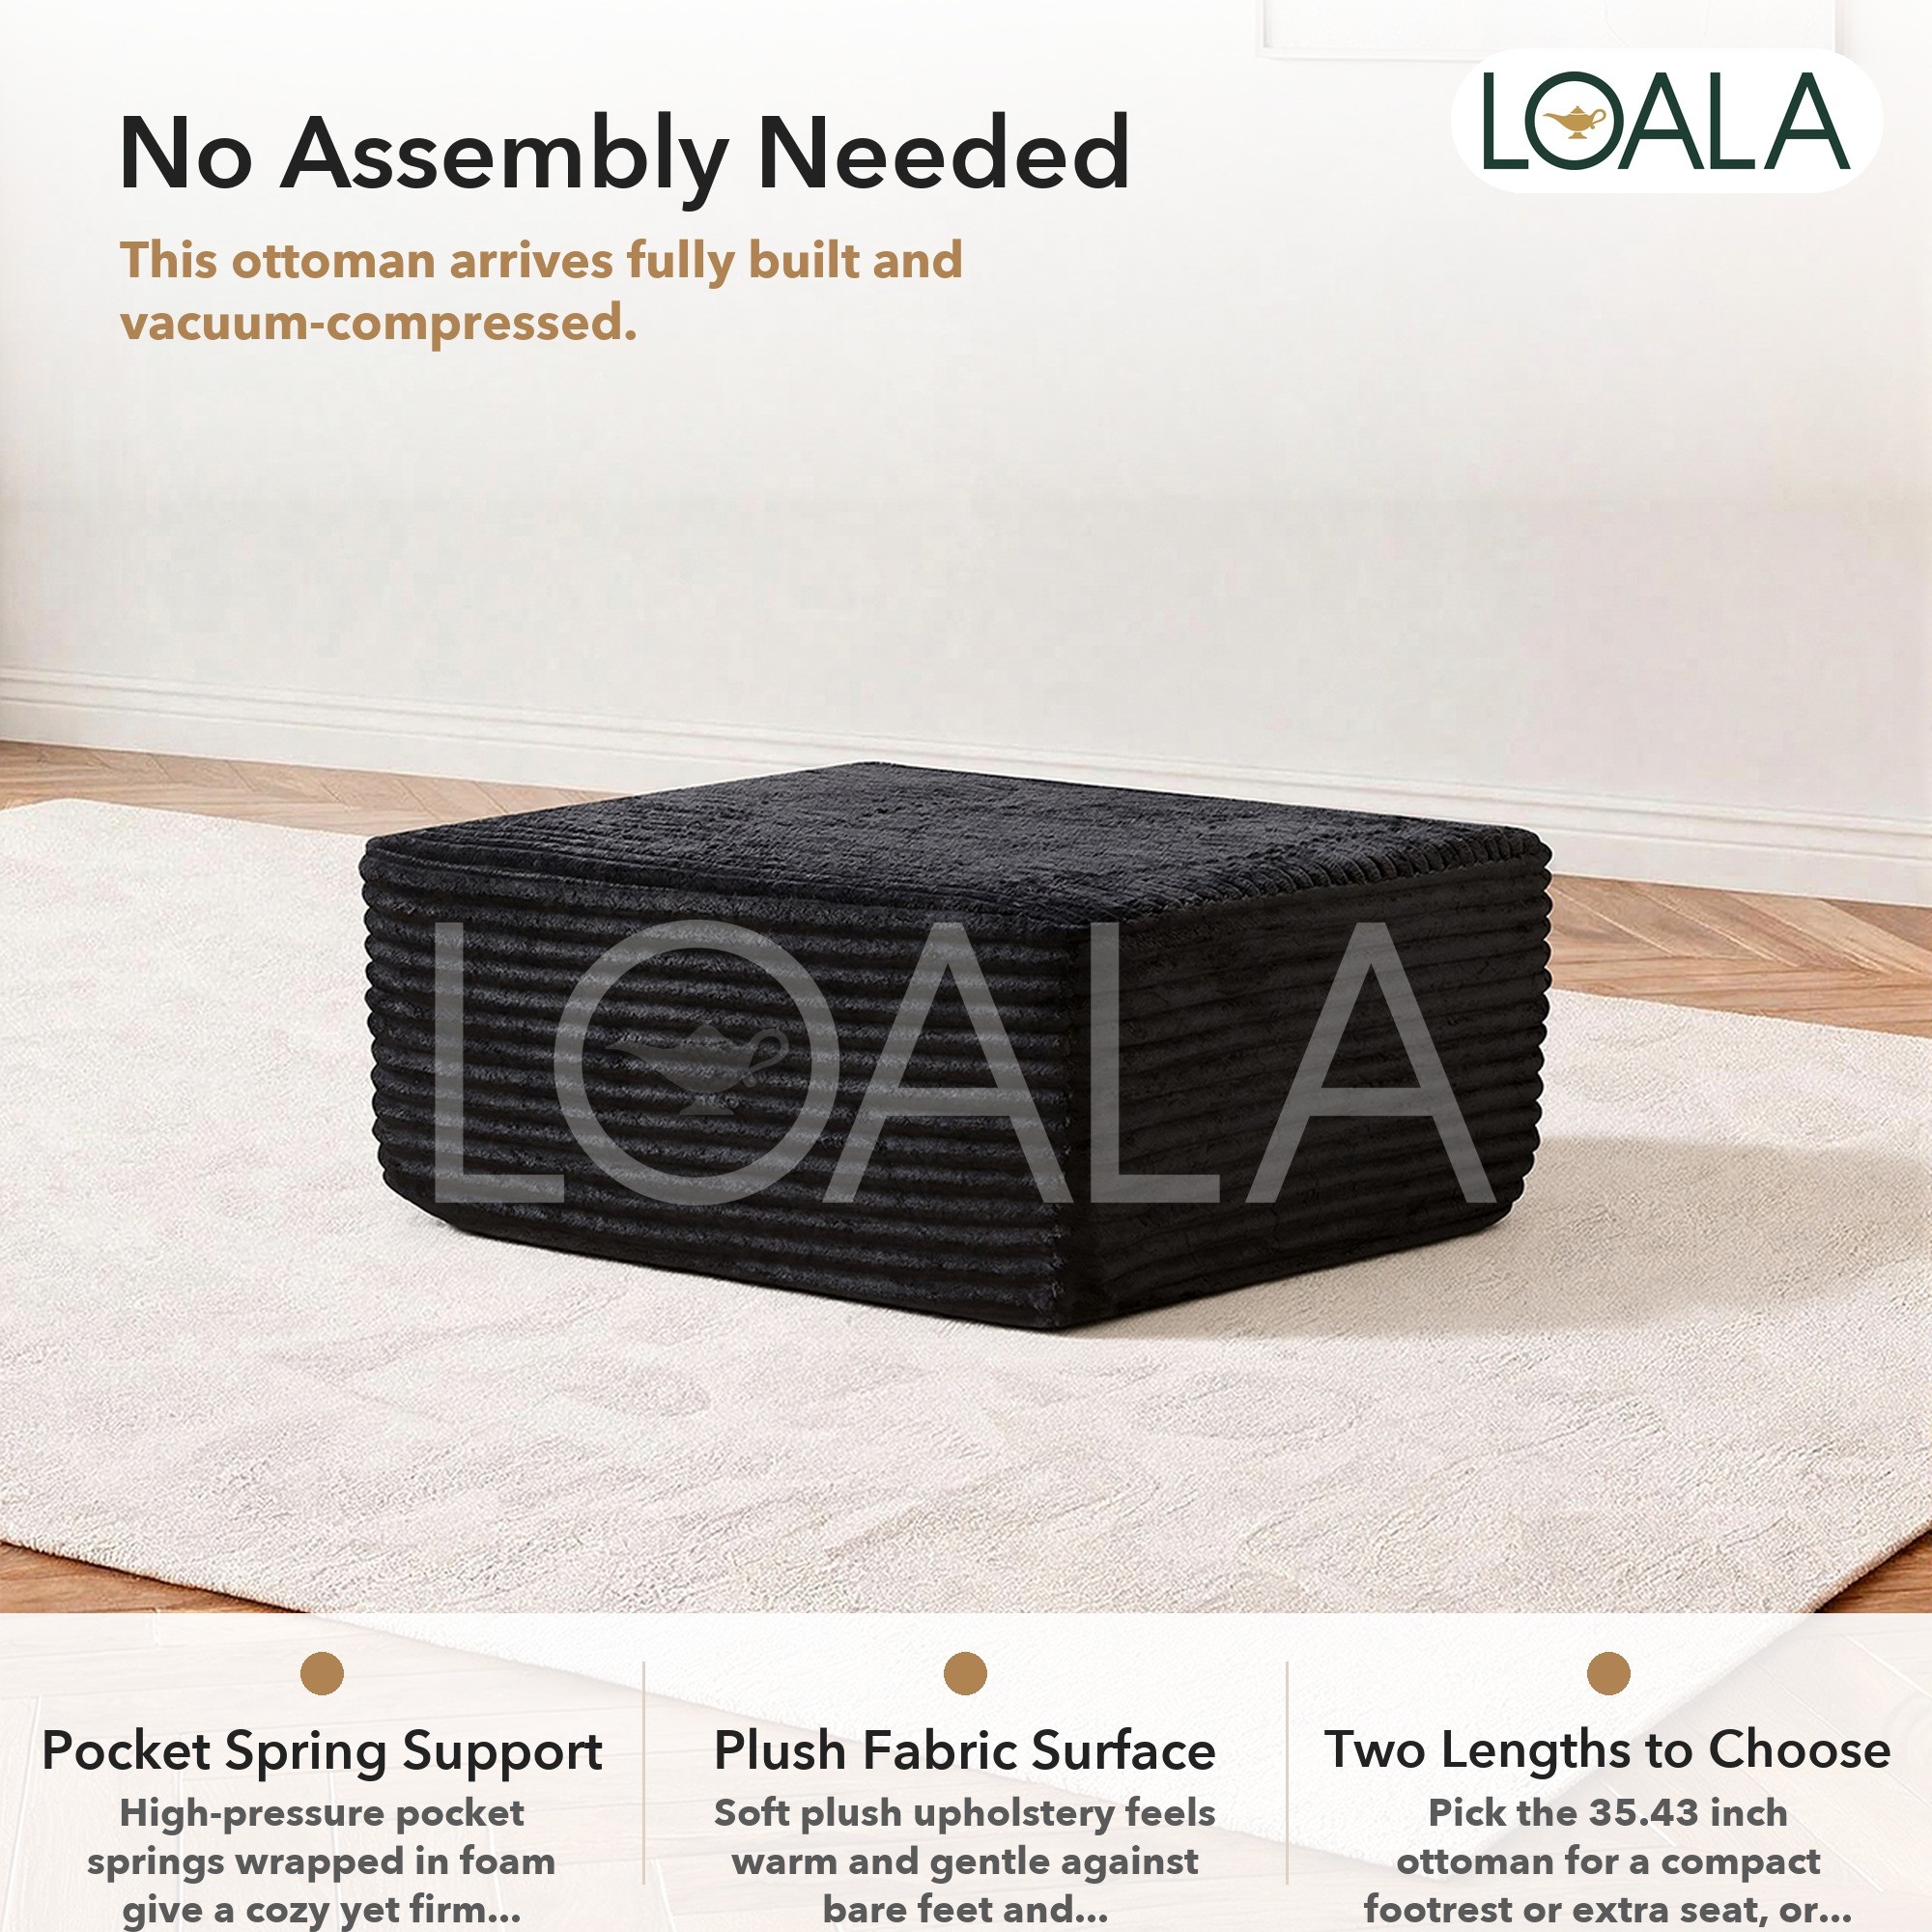 LOALA
No Assembly Needed
This ottoman arrives fully built and
vacuum-compressed.
LOALA
Pocket Spring Support
High-pressure pocket
springs wrapped in foam
give a cozy yet firm...
Plush Fabric Surface
Soft plush upholstery feels
warm and gentle against
bare feet and...
Two Lengths to Choose
Pick the 35.43 inch
ottoman for a compact
footrest or extra seat, or...